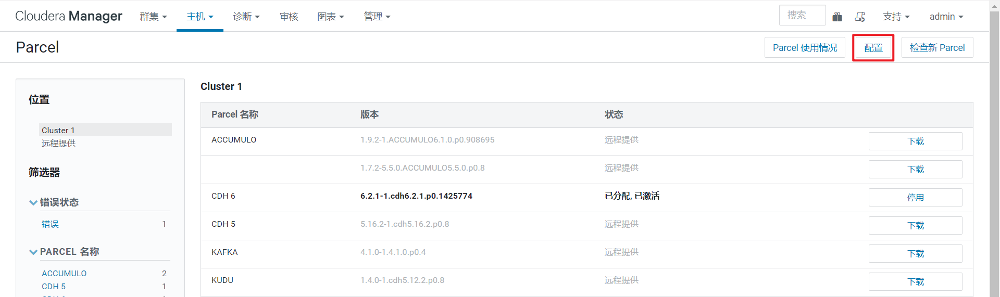 Cloudera Manager 群集 主机 诊断 审核 图表 管理 搜索 支持 admin
Parcel Parcel 使用情况 配置 检查新 Parcel
位置
Cluster 1
远程提供
筛选器
错误状态
错误 1
PARCEL 名称
ACCUMULO 2
CDH 5 1
Cluster 1
Parcel 名称 版本 状态
ACCUMULO 1.9.2-1.ACCUMULO6.1.0.p0.908695 远程提供 下载
1.7.2-5.5.0.ACCUMULO5.5.0.p0.8 远程提供 下载
CDH 6 6.2.1-1.cdh6.2.1.p0.1425774 已分配, 已激活 停用
CDH 5 5.16.2-1.cdh5.16.2.p0.8 远程提供 下载
KAFKA 4.1.0-1.4.1.0.p0.4 远程提供 下载
KUDU 1.4.0-1.cdh5.12.2.p0.8 远程提供 下载